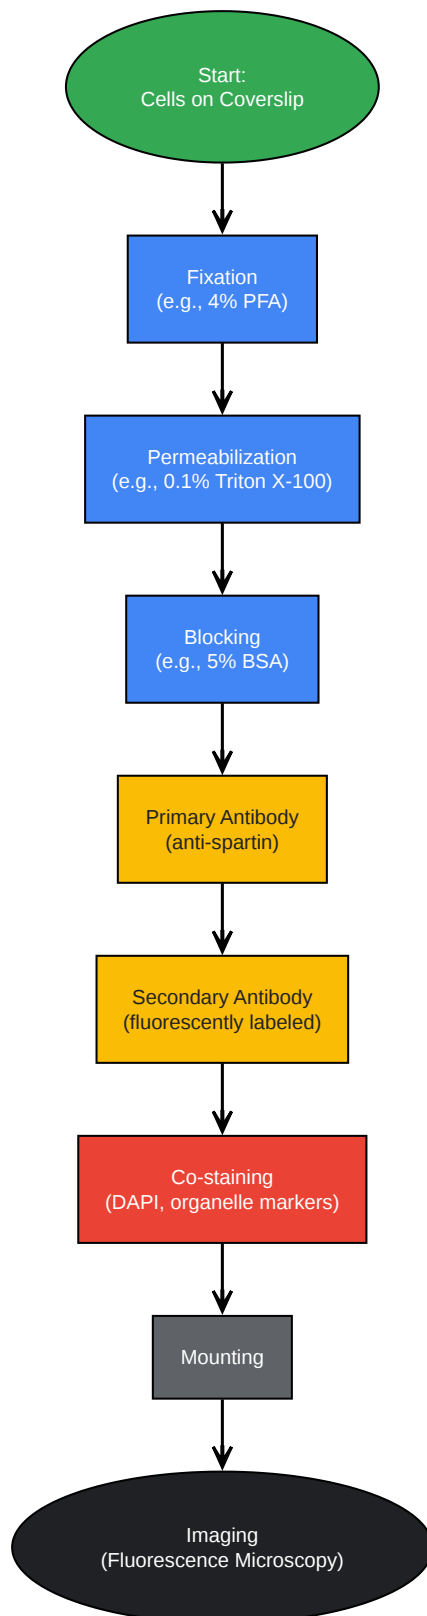 Start:
Cells on Coverslip
Fixation
(e.g., 4% PFA)
Permeabilization
(e.g., 0.1% Triton X-100)
Blocking
(e.g., 5% BSA)
Primary Antibody
(anti-spartin)
Secondary Antibody
(fluorescently labeled)
Co-staining
(DAPI, organelle markers)
Mounting
Imaging
(Fluorescence Microscopy)